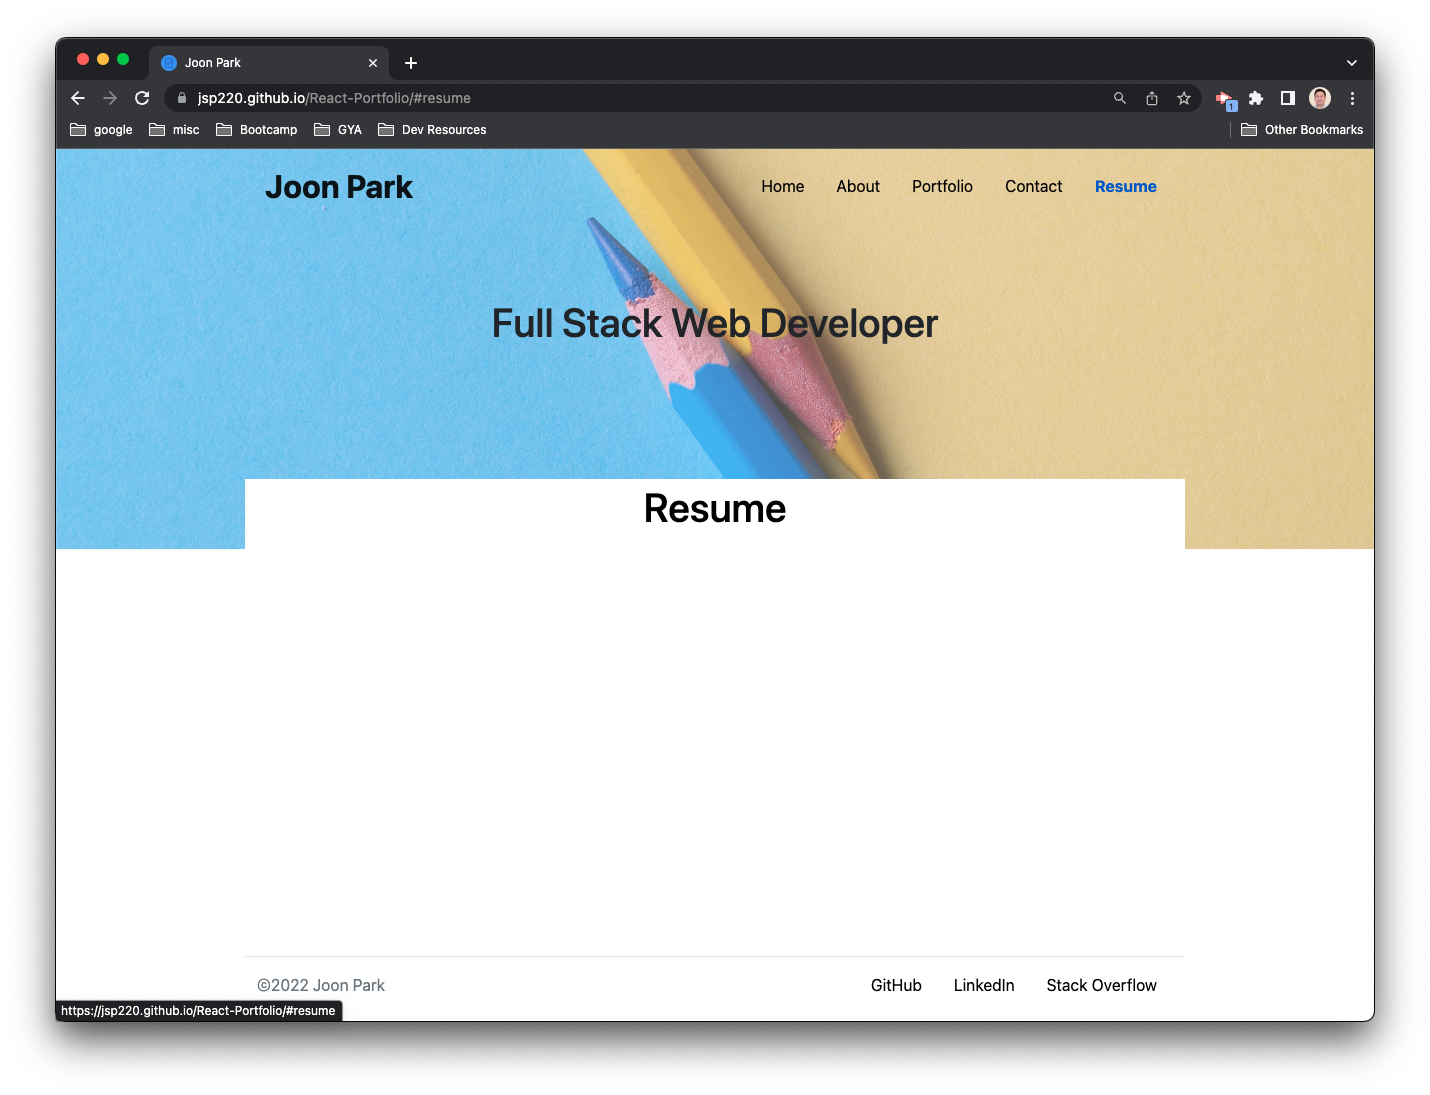 Joon Park
jsp220.github.io/React-Portfolio/#resume
1
google misc Bootcamp GYA Dev Resources Other Bookmarks
Joon Park Home About Portfolio Contact Resume
Full Stack Web Developer
Resume
©2022 Joon Park GitHub LinkedIn Stack Overflow
https://jsp220.github.io/React-Portfolio/#resume